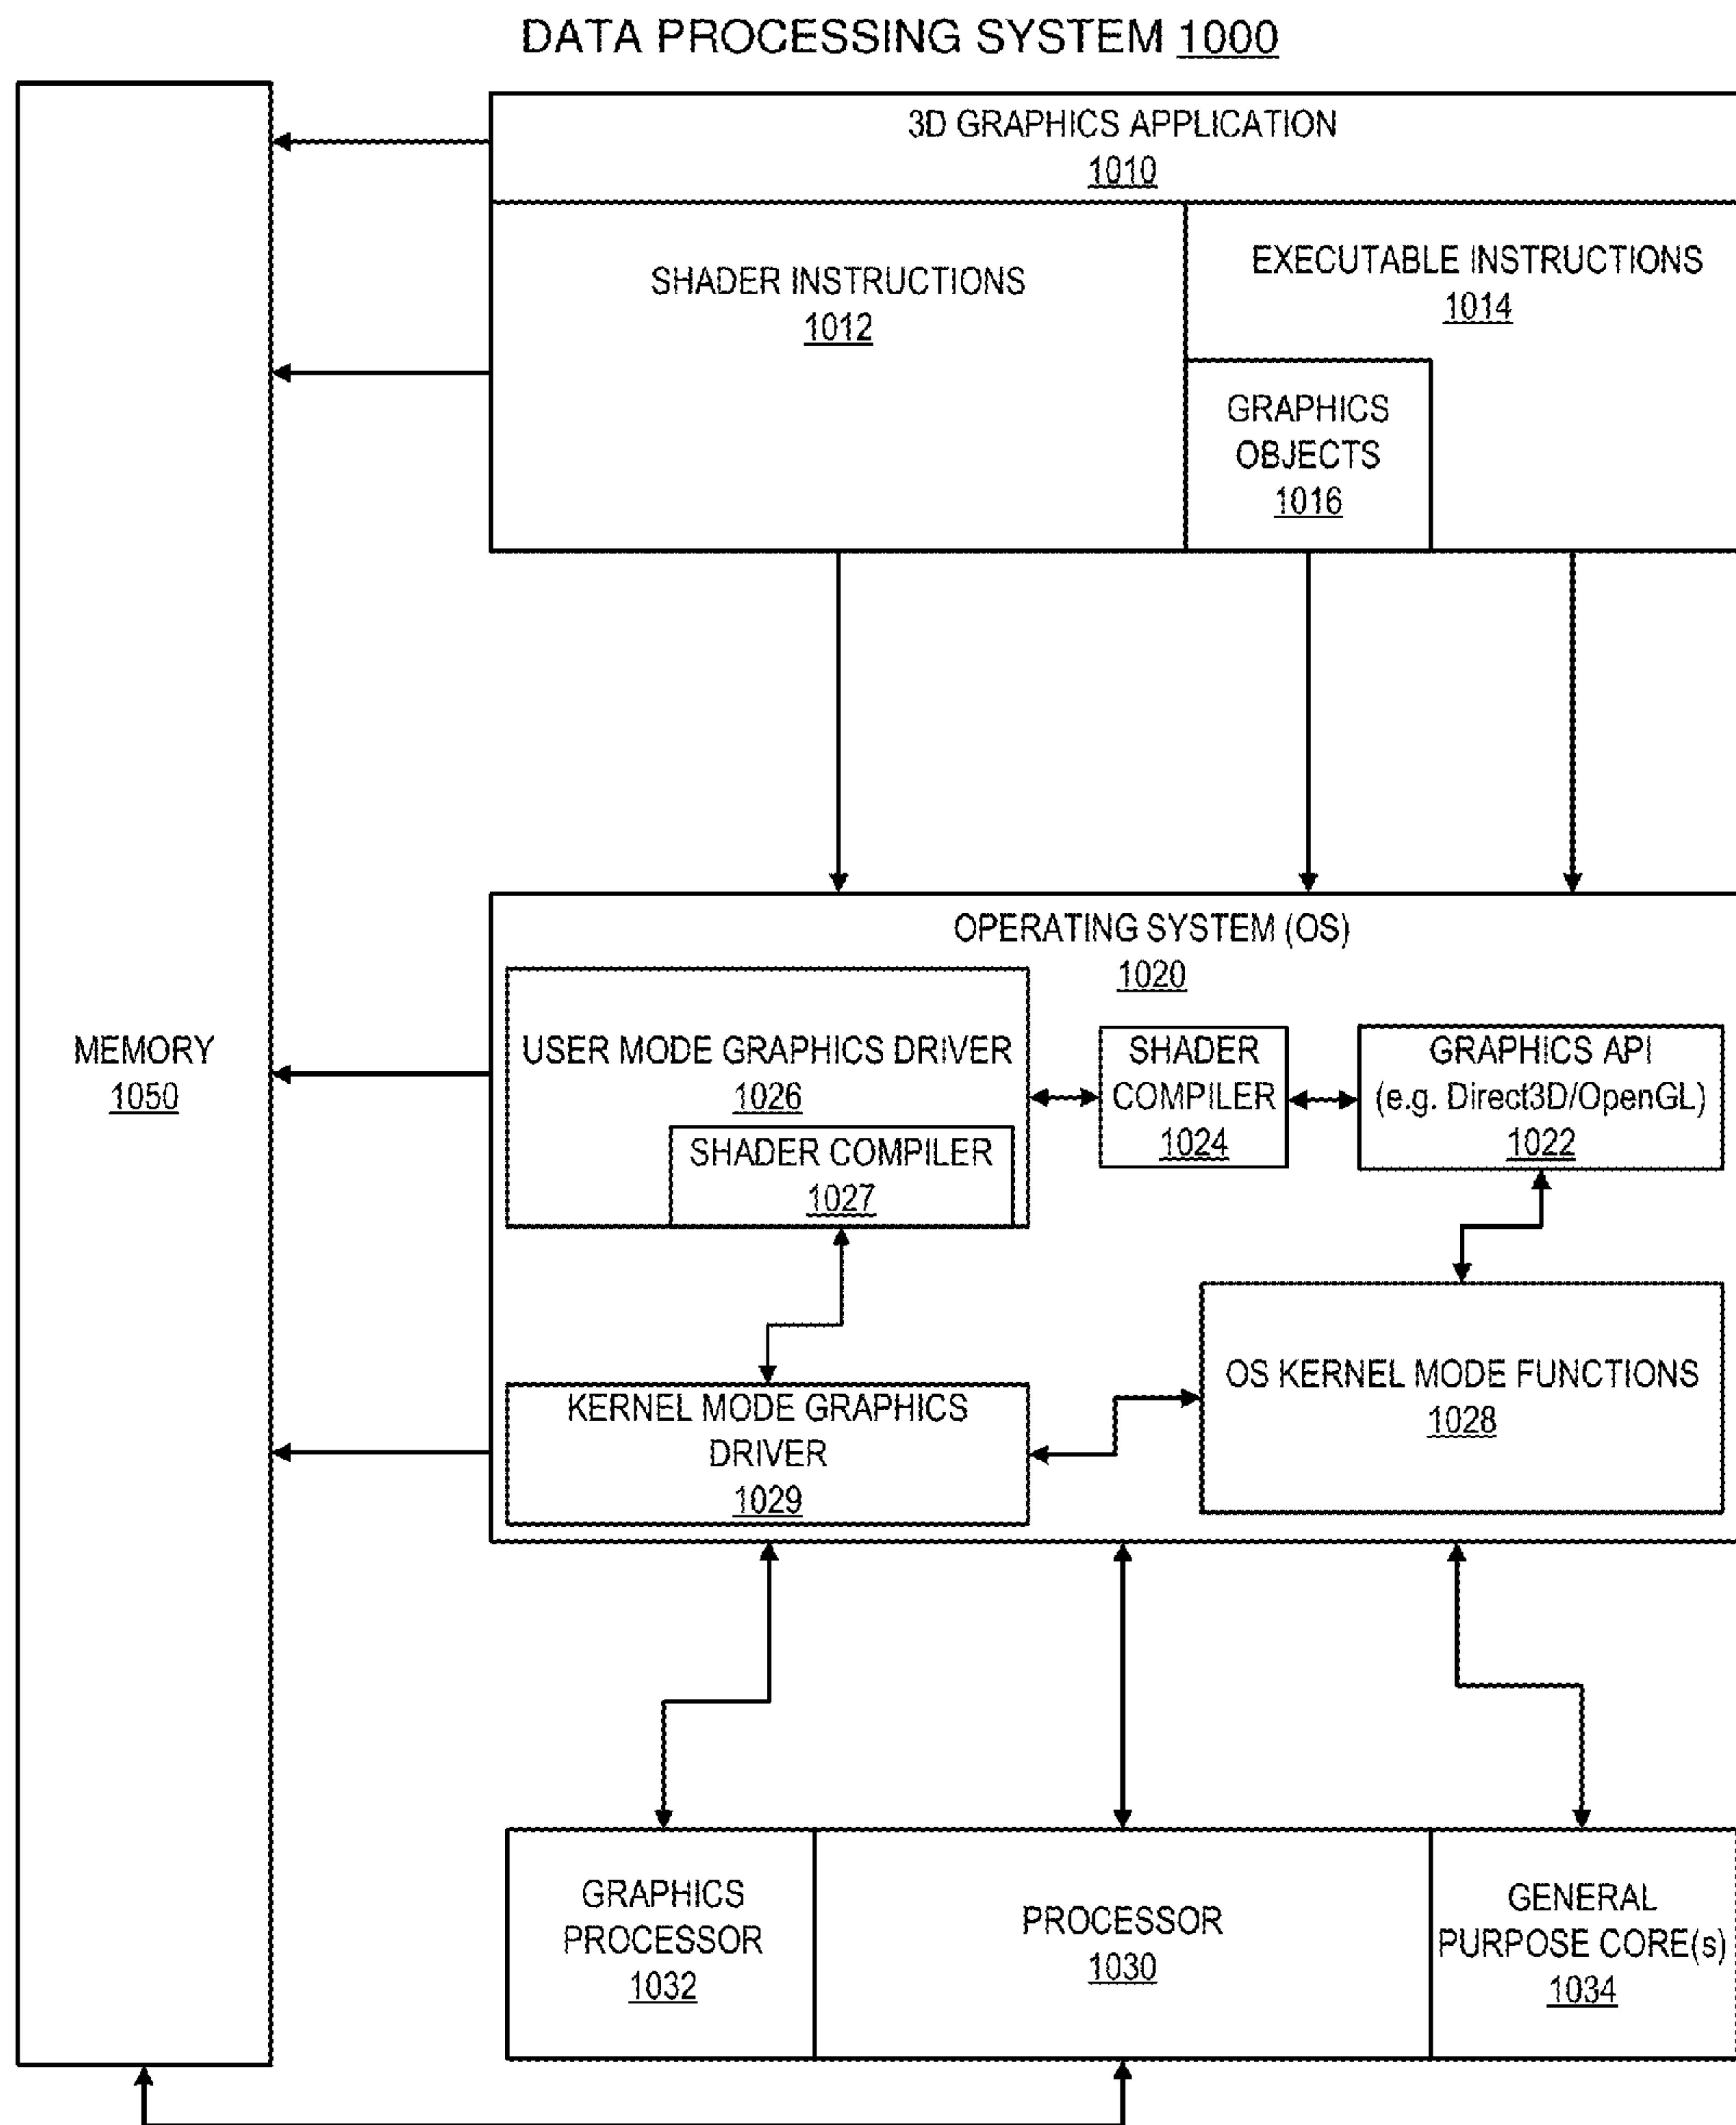 DATA PROCESSING SYSTEM 1000
3D GRAPHICS APPLICATION
1010
SHADER INSTRUCTIONS
1012
EXECUTABLE INSTRUCTIONS
1014
GRAPHICS
OBJECTS
1016
MEMORY
1050
OPERATING SYSTEM (OS)
1020
USER MODE GRAPHICS DRIVER
1026
SHADER COMPILER
1027
SHADER
COMPILER
1024
GRAPHICS API
(e.g. Direct3D/OpenGL)
1022
KERNEL MODE GRAPHICS
DRIVER
1029
OS KERNEL MODE FUNCTIONS
1028
GRAPHICS
PROCESSOR
1032
PROCESSOR
1030
GENERAL
PURPOSE CORE(s)
1034